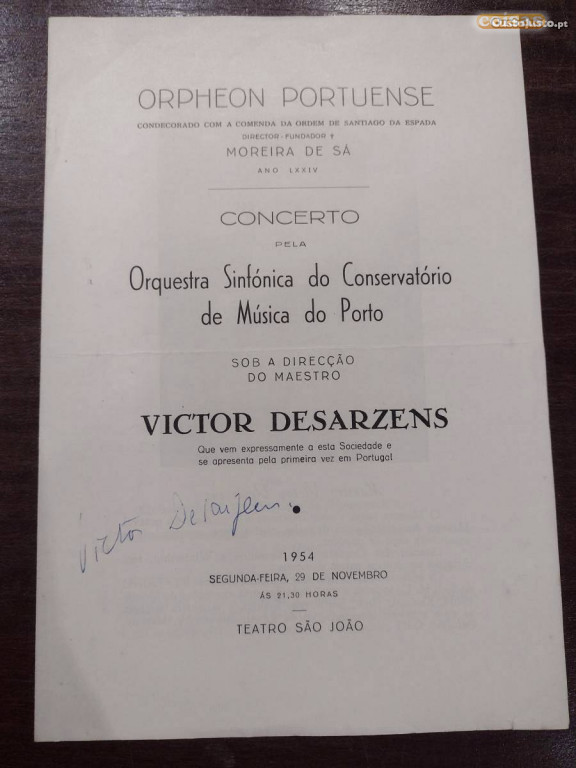 CustoJusto.pt
ORPHEON PORTUENSE
CONDECORADO COM A COMENDA DA ORDEM DE SANTIAGO DA ESPADA
DIRECTOR-FUNDADOR †
MOREIRA DE SÁ
ANO LXXIV
CONCERTO
PELA
Orquestra Sinfónica do Conservatório
de Música do Porto
SOB A DIRECÇÃO
DO MAESTRO
VICTOR DESARZENS
Que vem expressamente a esta Sociedade e
se apresenta pela primeira vez em Portugal
Victor Desarzens
1954
SEGUNDA-FEIRA, 29 DE NOVEMBRO
ÁS 21,30 HORAS
TEATRO SÃO JOÃO